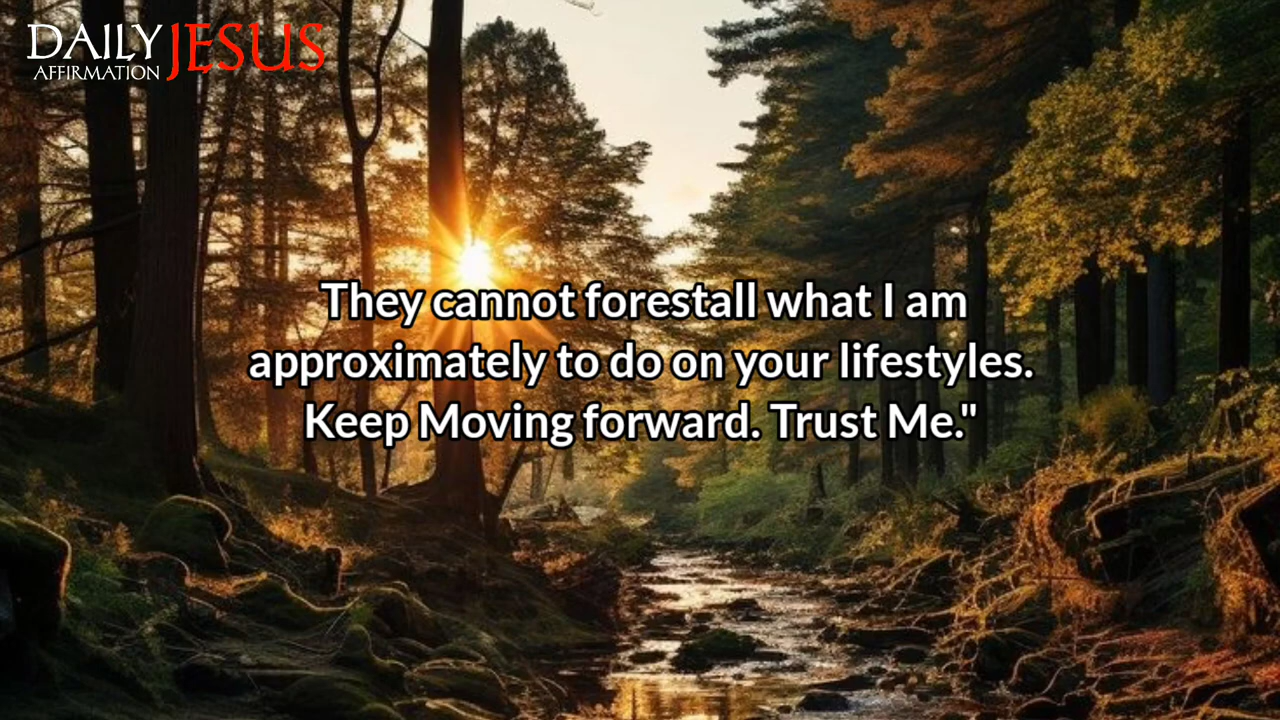 DAILY JESUS
AFFIRMATION
They cannot forestall what I am
approximately to do on your lifestyles.
Keep Moving forward. Trust Me."